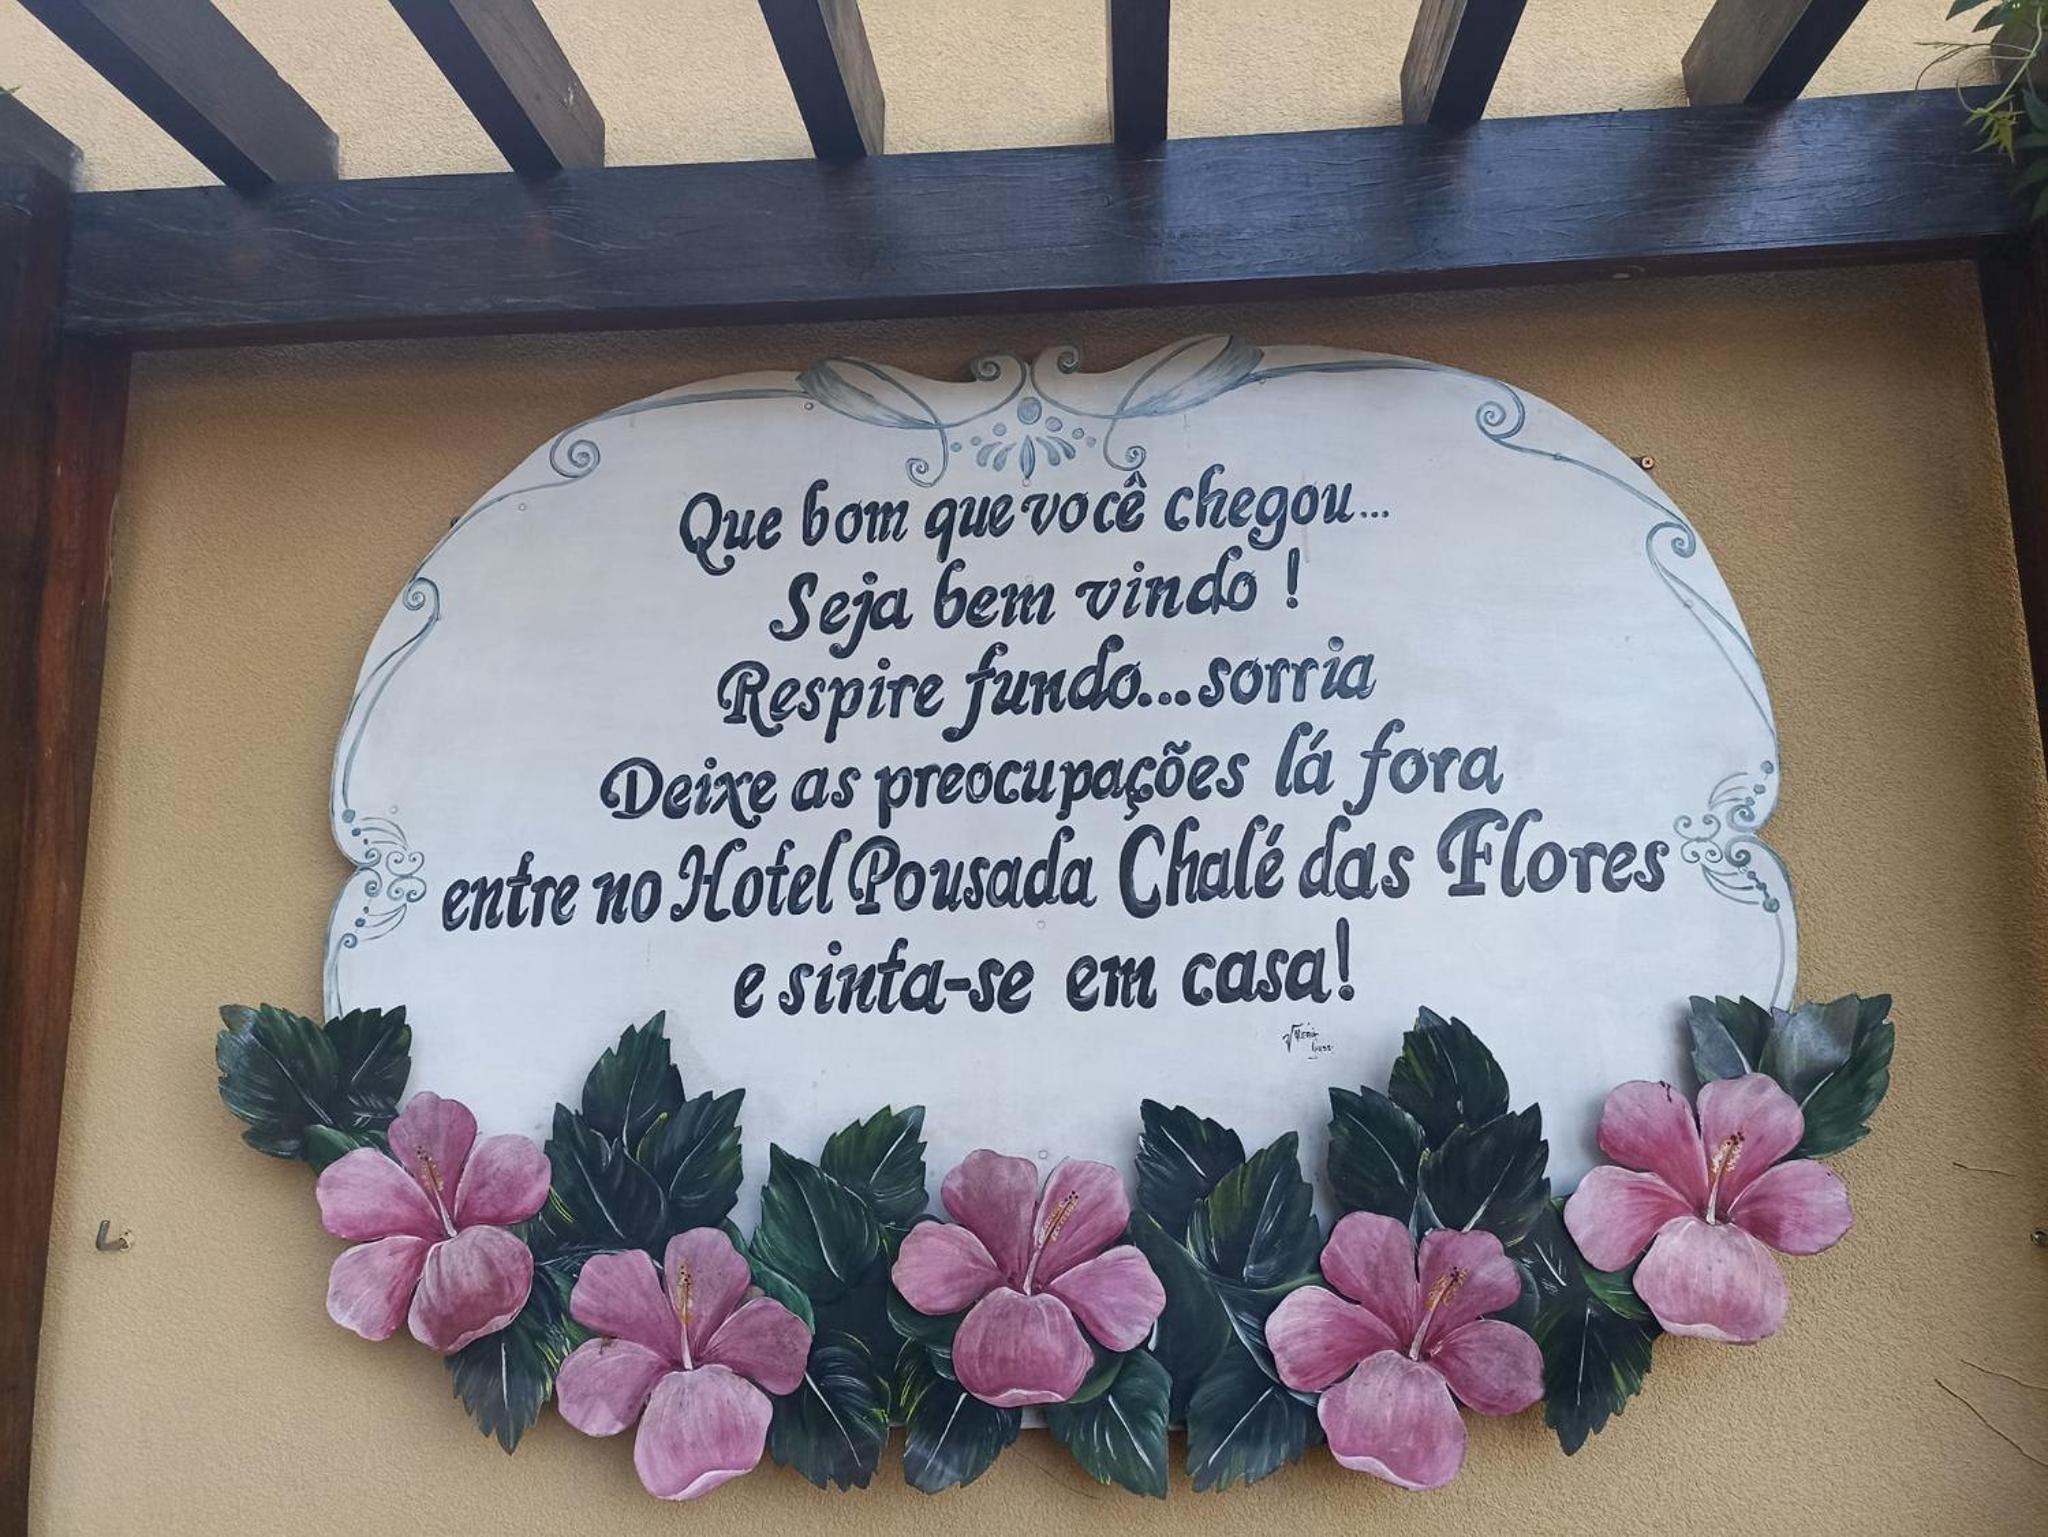 Que bom que você chegou...
Seja bem vindo !
Respire fundo...sorria
Deixe as preocupações lá fora
entre no Hotel Pousada Chalé das Flores
e sinta-se em casa!